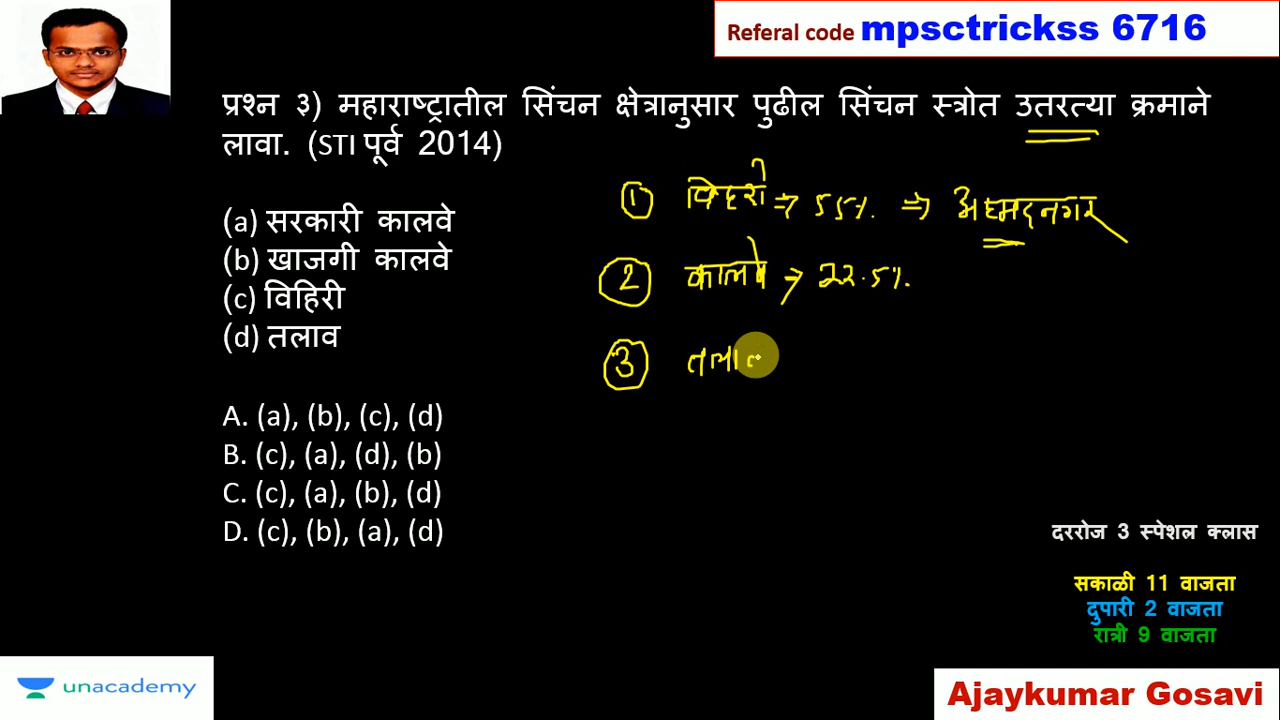 Referal code mpsctrickss 6716
प्रश्न ३) महाराष्ट्रातील सिंचन क्षेत्रानुसार पुढील सिंचन स्त्रोत उतरत्या क्रमाने
लावा. (STI पूर्व 2014)
(a) सरकारी कालवे
(b) खाजगी कालवे
(c) विहिरी
(d) तलाव
A. (a), (b), (c), (d)
B. (c), (a), (d), (b)
C. (c), (a), (b), (d)
D. (c), (b), (a), (d)
① विहिरी → 55% ⇒ अहमदनगर
② कालवे → 22.5%.
③ तलाव
दररोज 3 स्पेशल क्लास
सकाळी 11 वाजता
दुपारी 2 वाजता
रात्री 9 वाजता
unacademy
Ajaykumar Gosavi